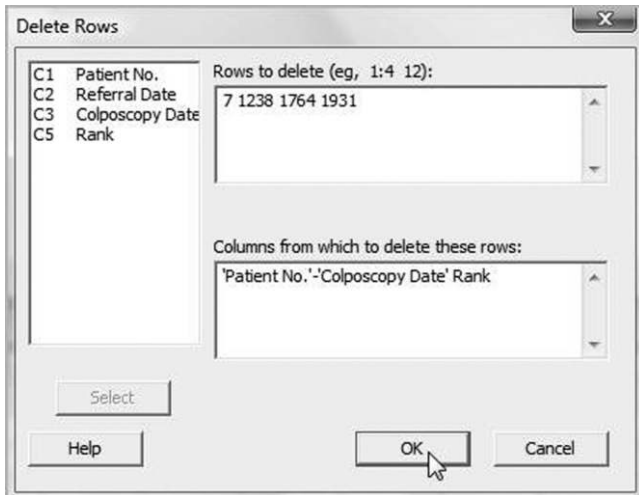 Delete Rows
x
C1 Patient No.
C2 Referral Date
C3 Colposcopy Date
C5 Rank
Rows to delete (eg, 1:4 12):
7 1238 1764 1931
Columns from which to delete these rows:
'Patient No.'-'Colposcopy Date' Rank
Select
Help
OK
Cancel